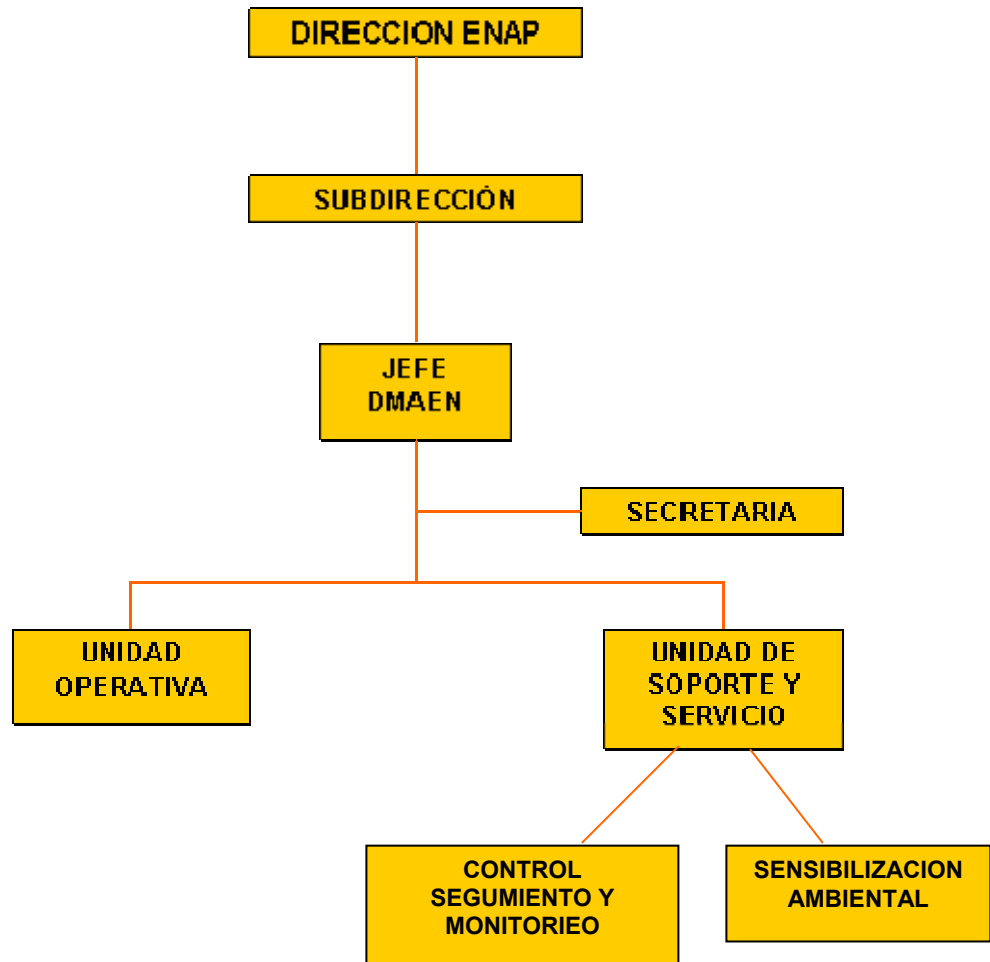 DIRECCION ENAP
SUBDIRECCIÓN
JEFE
DMAEN
SECRETARIA
UNIDAD
OPERATIVA
UNIDAD DE
SOPORTE Y
SERVICIO
CONTROL
SEGUMIENTO Y
MONITORIEO
SENSIBILIZACION
AMBIENTAL